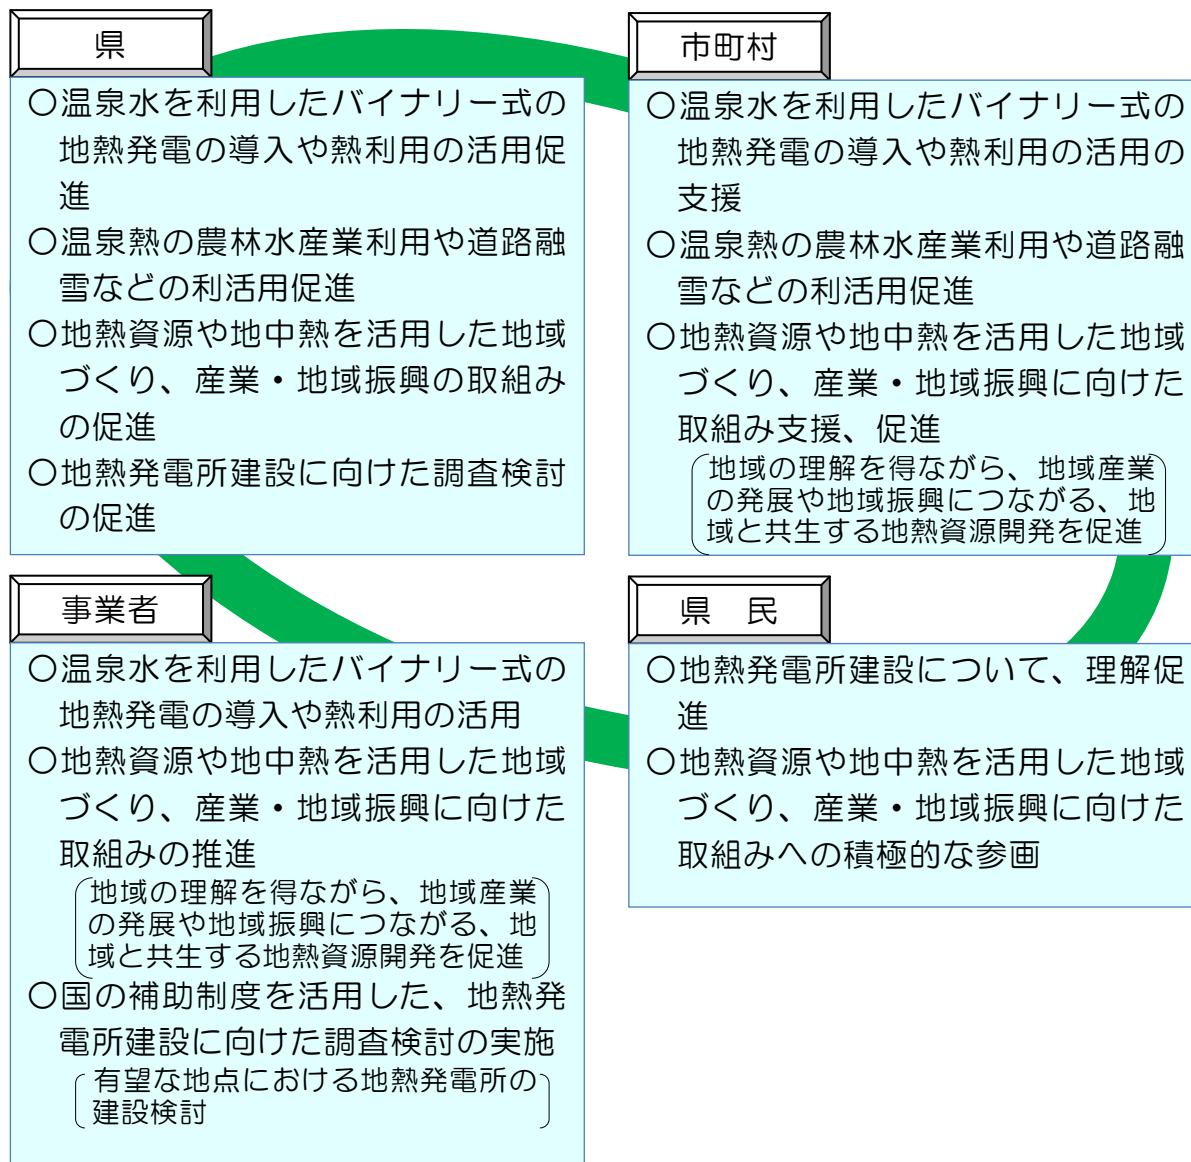 県
〇温泉水を利用したバイナリー式の
地熱発電の導入や熱利用の活用促
進
〇温泉熱の農林水産業利用や道路融
雪などの利活用促進
〇地熱資源や地中熱を活用した地域
づくり、産業・地域振興の取組み
の促進
〇地熱発電所建設に向けた調査検討
の促進
市町村
〇温泉水を利用したバイナリー式の
地熱発電の導入や熱利用の活用の
支援
〇温泉熱の農林水産業利用や道路融
雪などの利活用促進
〇地熱資源や地中熱を活用した地域
づくり、産業・地域振興に向けた
取組み支援、促進
地域の理解を得ながら、地域産業
の発展や地域振興につながる、地
域と共生する地熱資源開発を促進
事業者
〇温泉水を利用したバイナリー式の
地熱発電の導入や熱利用の活用
〇地熱資源や地中熱を活用した地域
づくり、産業・地域振興に向けた
取組みの推進
地域の理解を得ながら、地域産業
の発展や地域振興につながる、地
域と共生する地熱資源開発を促進
〇国の補助制度を活用した、地熱発
電所建設に向けた調査検討の実施
有望な地点における地熱発電所の
建設検討
県　民
〇地熱発電所建設について、理解促
進
〇地熱資源や地中熱を活用した地域
づくり、産業・地域振興に向けた
取組みへの積極的な参画